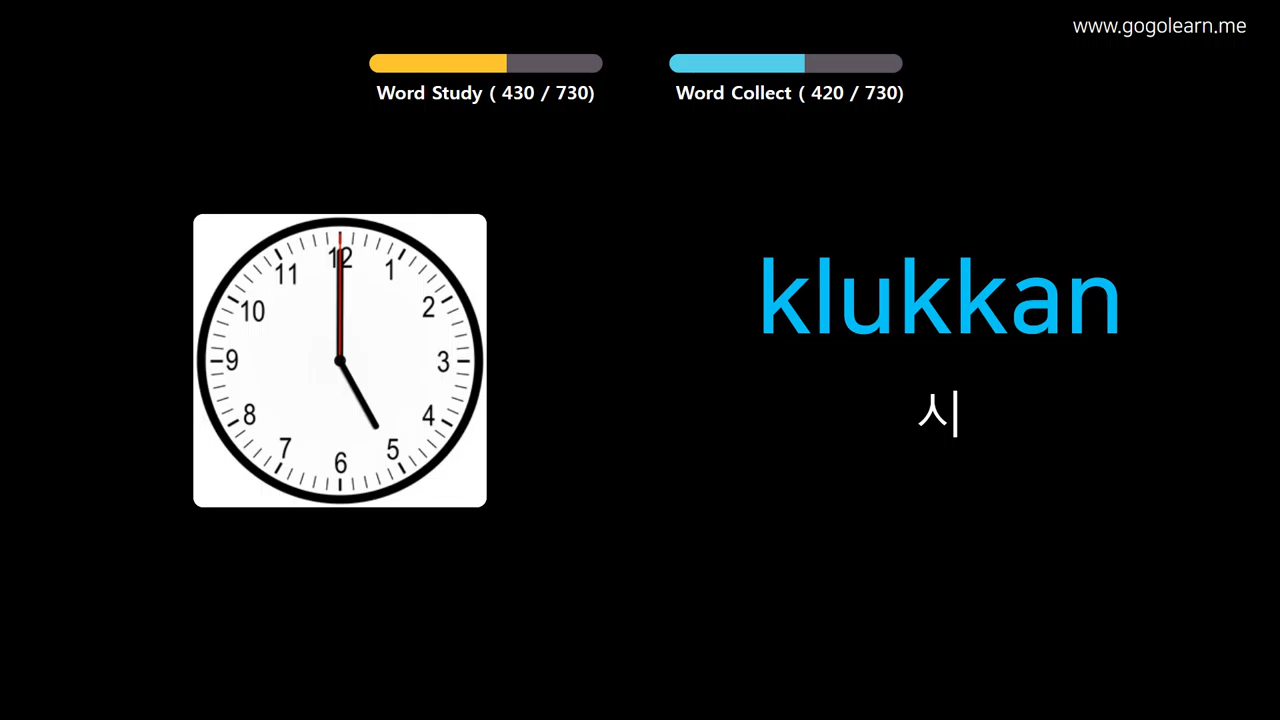 www.gogolearn.me
Word Study ( 430 / 730)
Word Collect ( 420 / 730)
12
11
1
10
2
9
3
8
4
7
5
6
klukkan
시